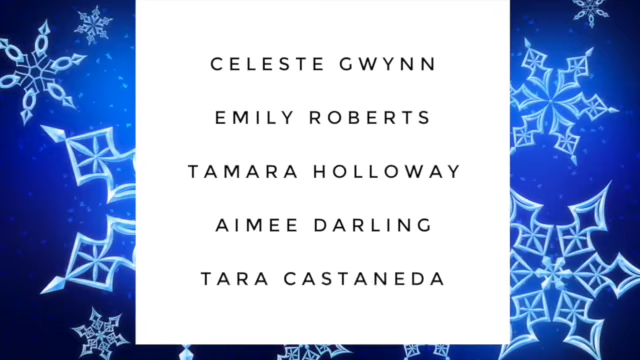 CELESTE GWYNN
EMILY ROBERTS
TAMARA HOLLOWAY
AIMEE DARLING
TARA CASTANEDA